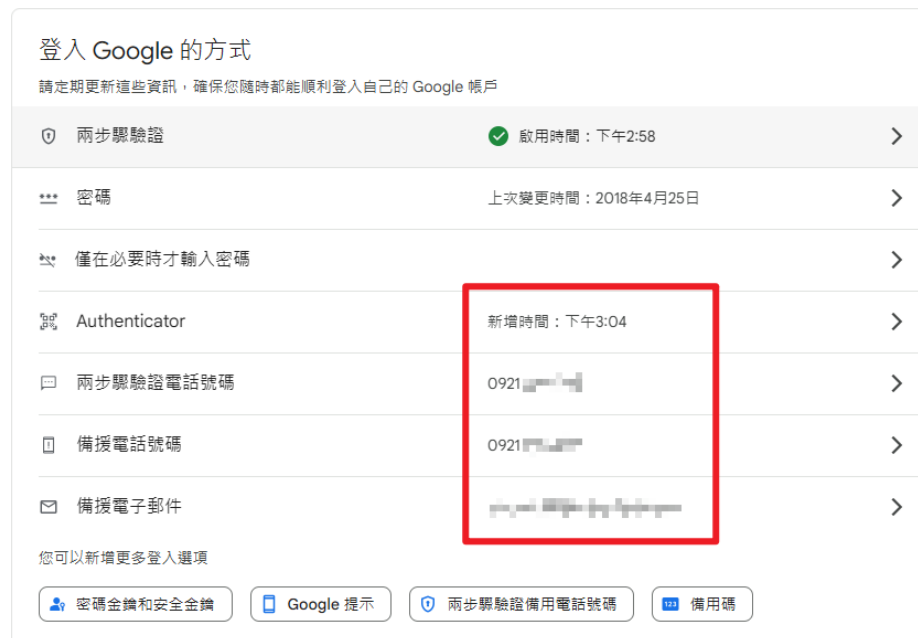 登入 Google 的方式
請定期更新這些資訊，確保您隨時都能順利登入自己的 Google 帳戶
兩步驟驗證 啟用時間：下午2:58
密碼 上次變更時間：2018年4月25日
僅在必要時才輸入密碼
Authenticator 新增時間：下午3:04
兩步驟驗證電話號碼 0921
備援電話號碼 0921
備援電子郵件
您可以新增更多登入選項
密碼金鑰和安全金鑰 Google 提示 兩步驟驗證備用電話號碼 123 備用碼